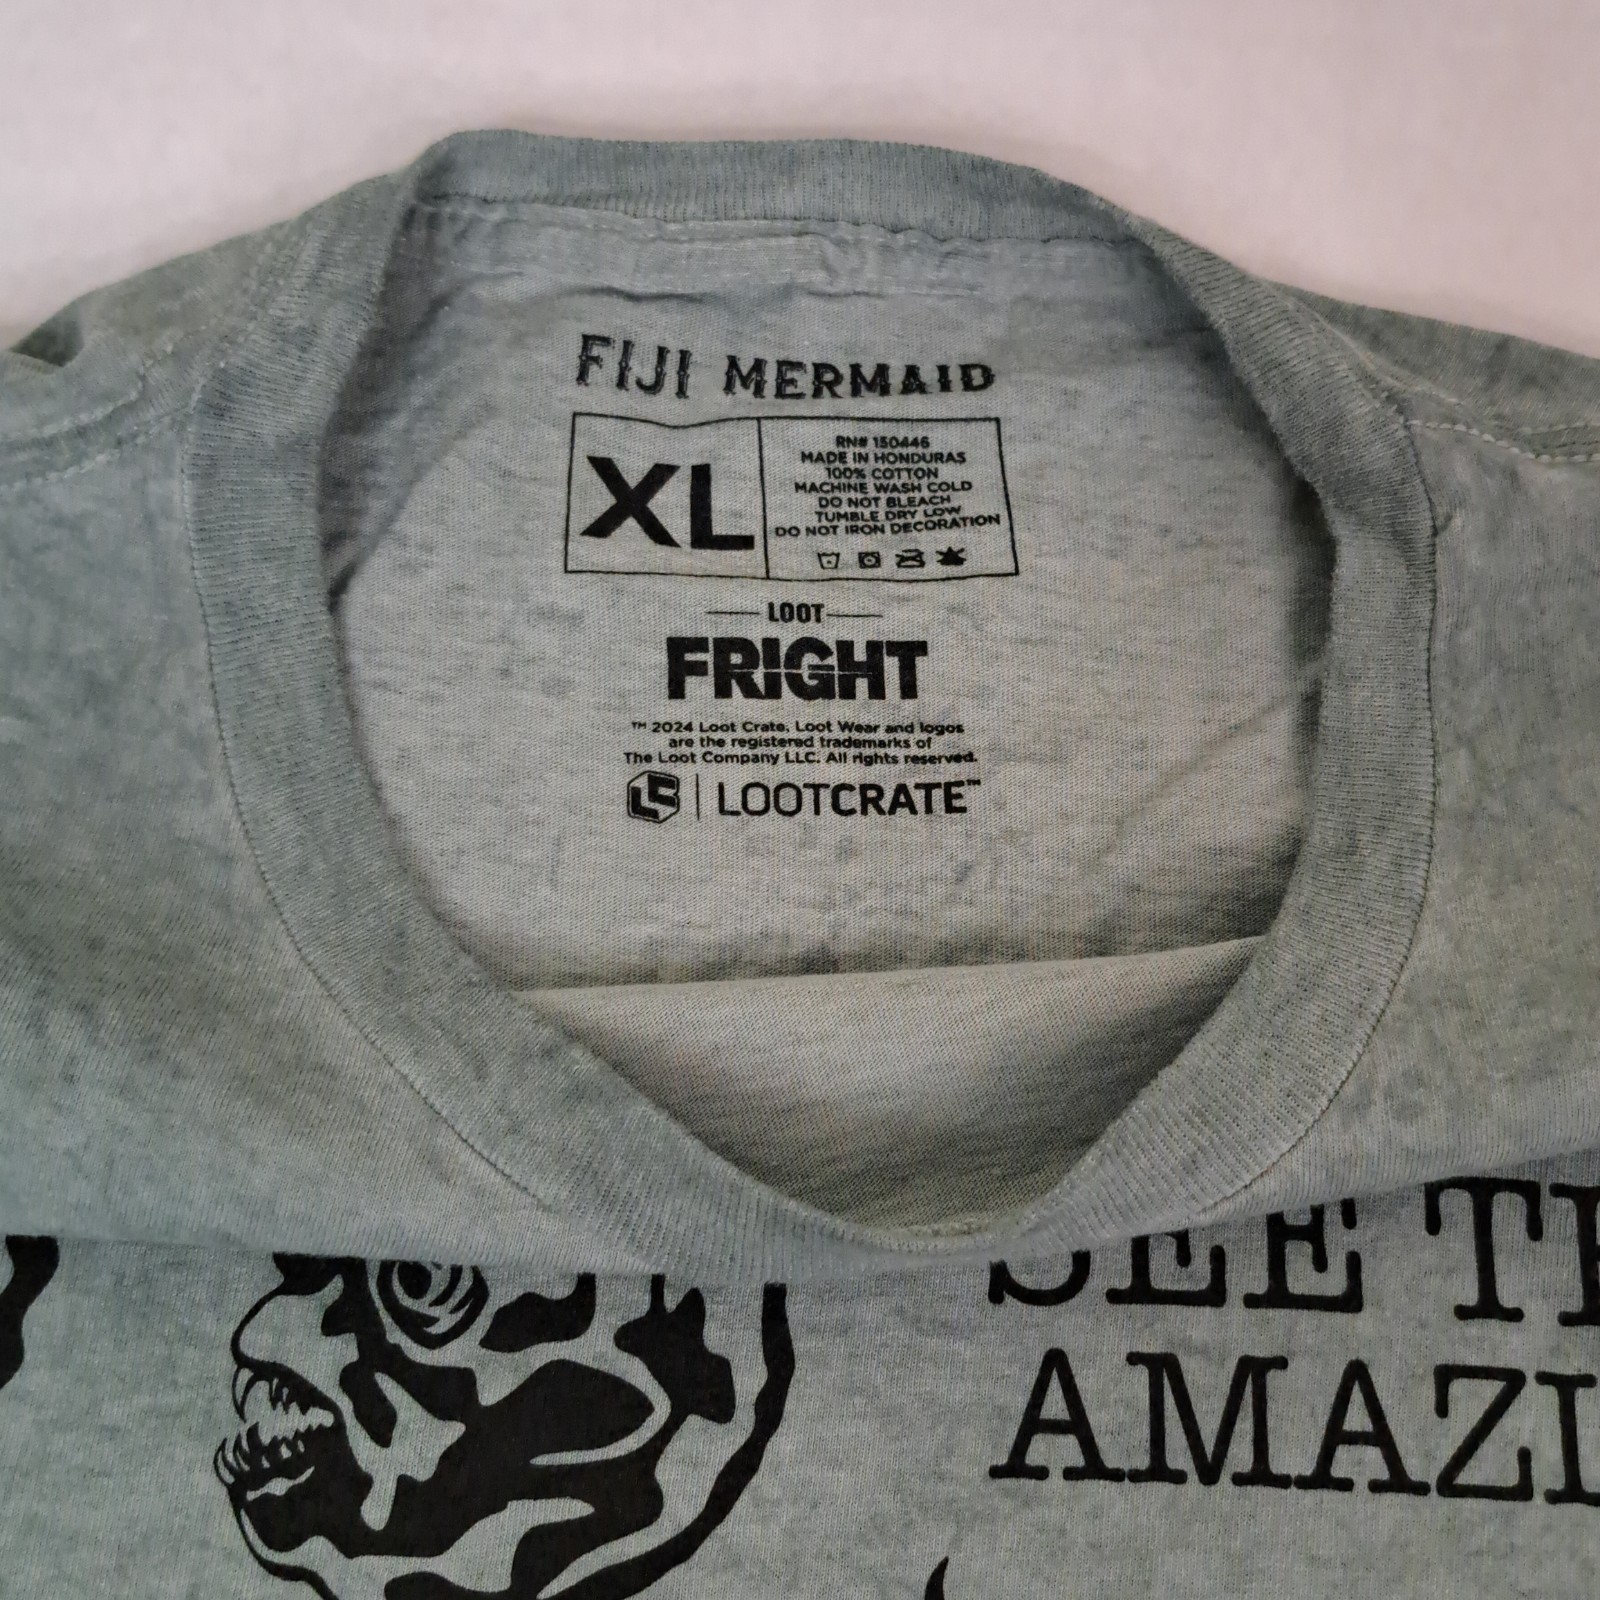 FIJI MERMAID
XL
RN# 150446
MADE IN HONDURAS
100% COTTON
MACHINE WASH COLD
DO NOT BLEACH
TUMBLE DRY LOW
DO NOT IRON DECORATION
LOOT
FRIGHT
™ 2024 Loot Crate, Loot Wear and logos
are the registered trademarks of
The Loot Company LLC. All rights reserved.
LOOTCRATE™
SEE
AMAZI